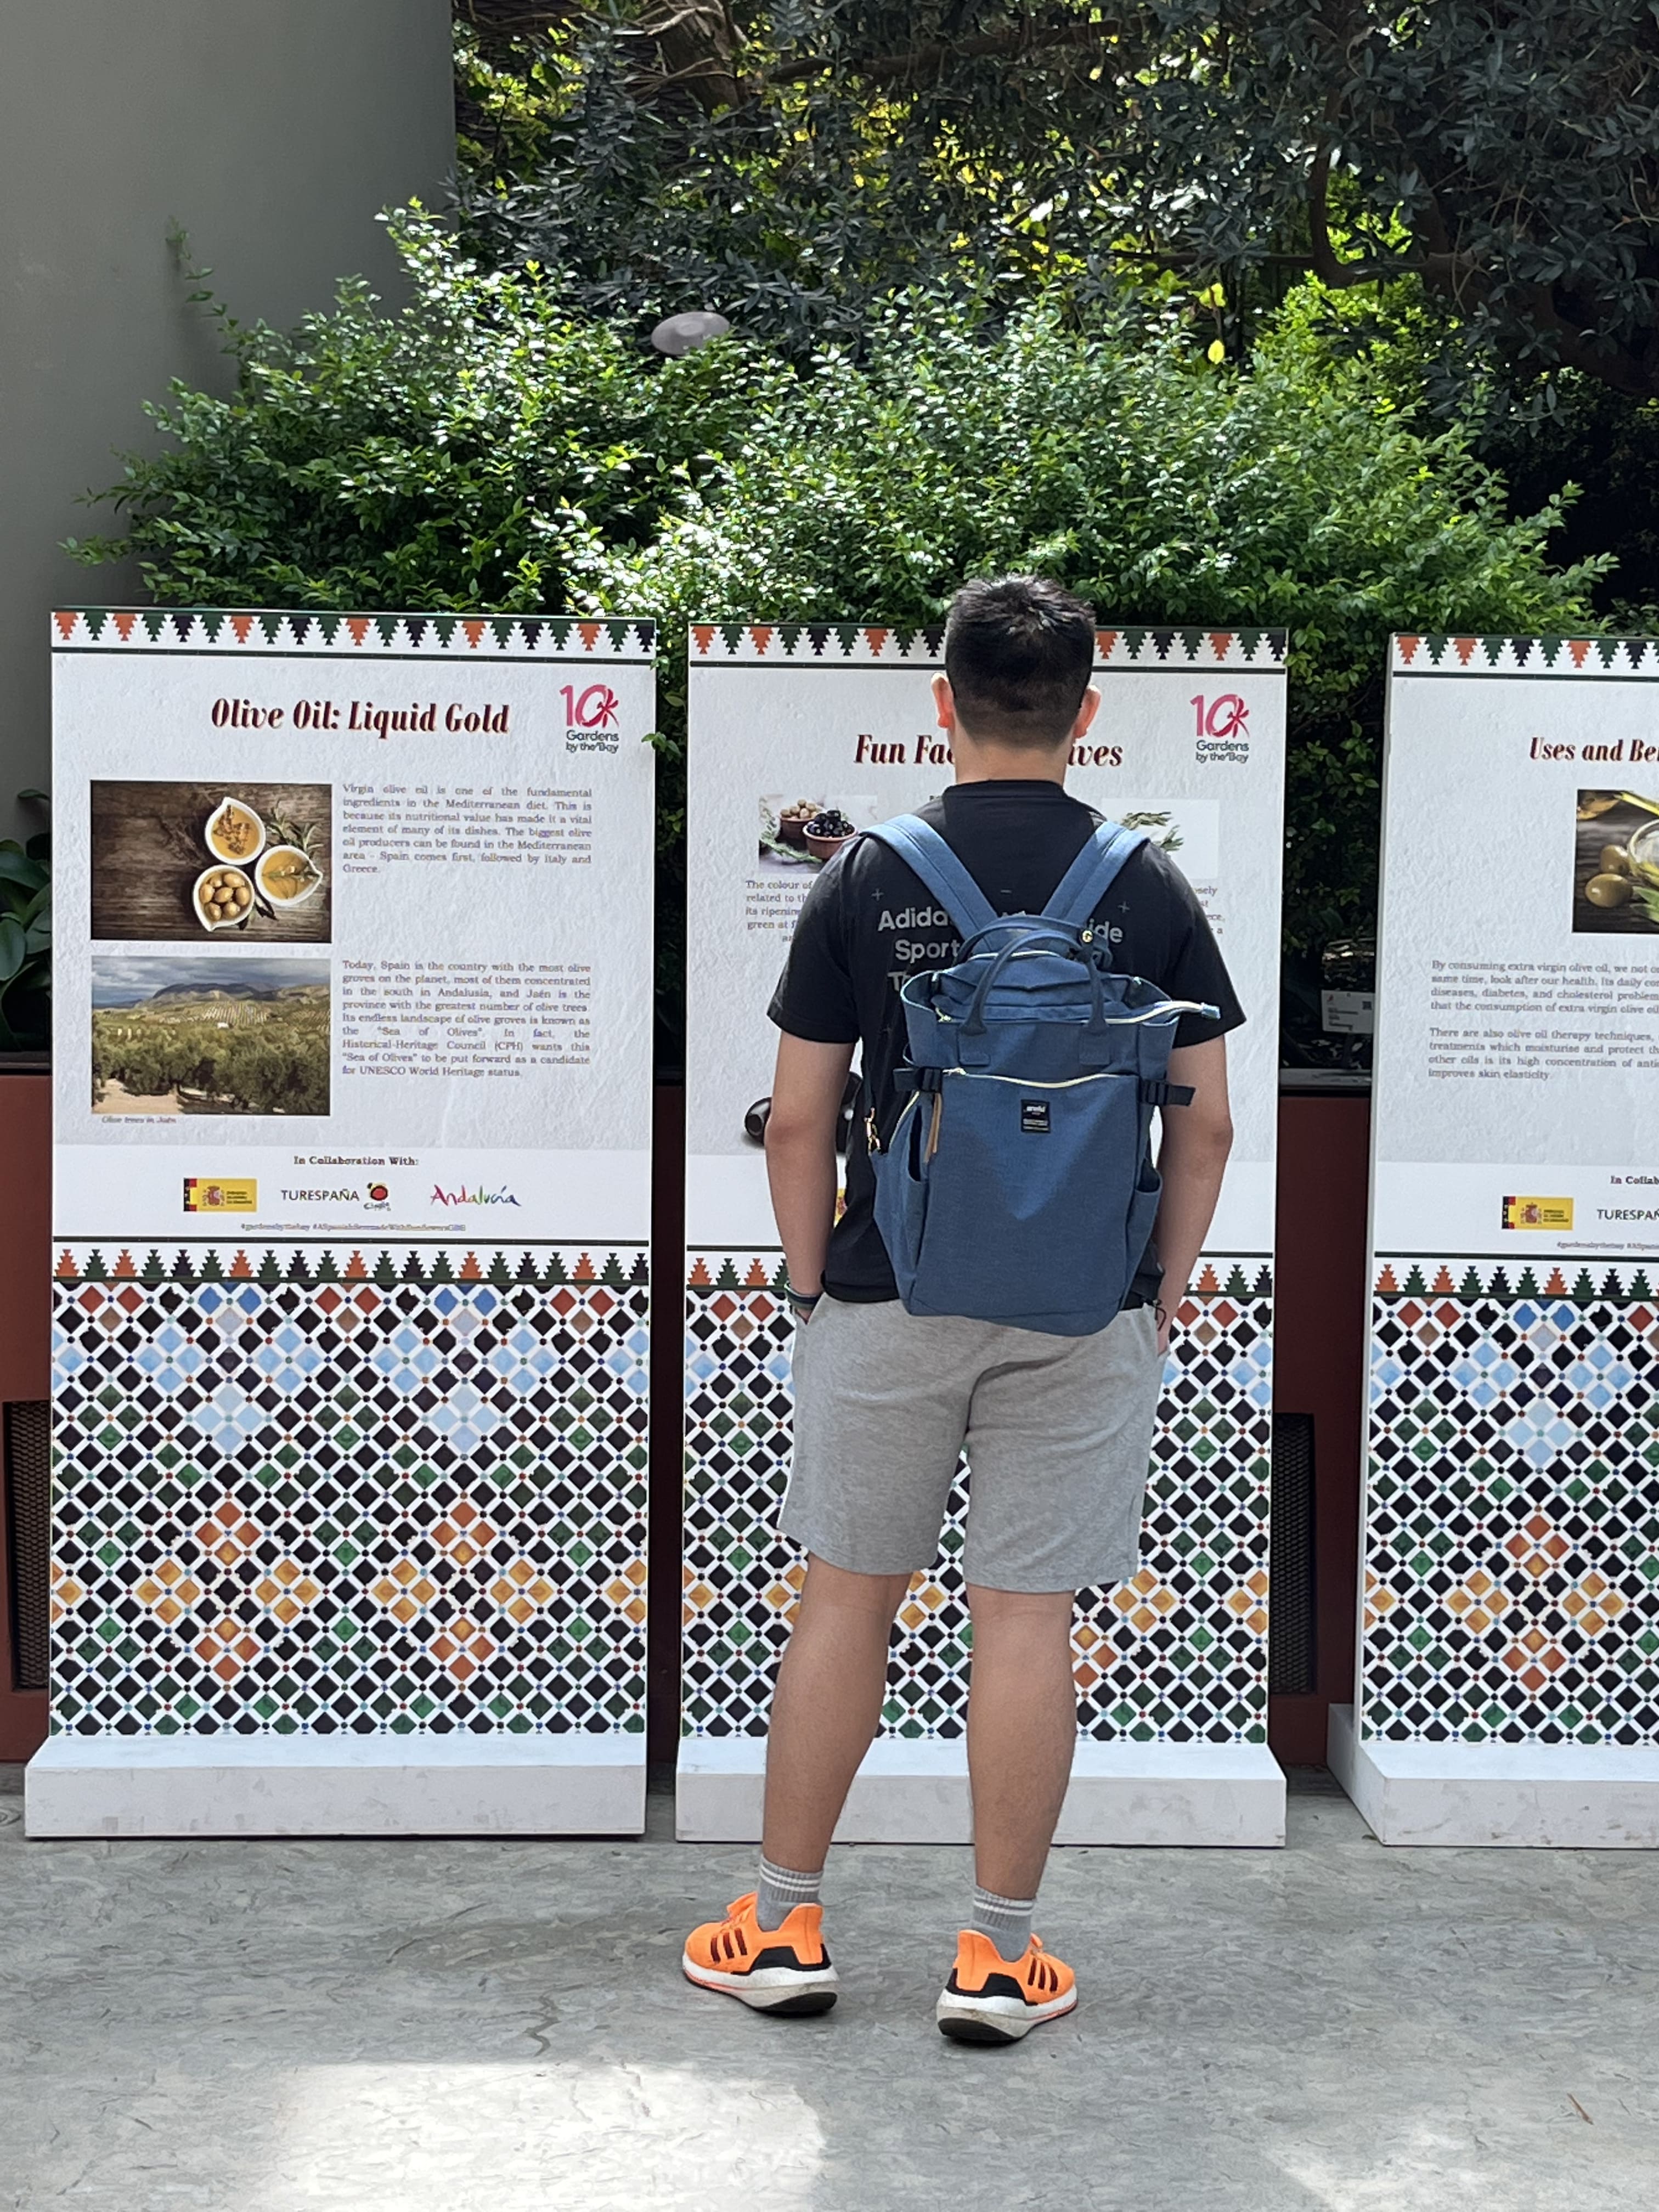 Olive Oil: Liquid Gold
10
Gardens
by the Bay
Virgin olive oil is one of the fundamental
ingredients in the Mediterranean diet. This is
because its nutritional value has made it a vital
element of many of its dishes. The biggest olive
oil producers can be found in the Mediterranean
area - Spain comes first, followed by Italy and
Greece.
Today, Spain is the country with the most olive
groves on the planet, most of them concentrated
in the south in Andalusia, and Jaén is the
province with the greatest number of olive trees.
Its endless landscape of olive groves is known as
the "Sea of Olives". In fact, the
Historical-Heritage Council (CPH) wants this
"Sea of Olives" to be put forward as a candidate
for UNESCO World Heritage status.
Olive trees in Jaén
In Collaboration With:
TURESPAÑA
Andalucía
#gardensbythebay #ASpanishSerenadeWithSunflowersGBB
Fun Fac ives
10
Gardens
by the Bay
The colour of
related to th
its ripenin
green at f
Adida ide
Sport
Th
Uses and Be
By consuming extra virgin olive oil, we not o
same time, look after our health. Its daily co
diseases, diabetes, and cholesterol problem
that the consumption of extra virgin olive oil
There are also olive oil therapy techniques,
treatments which moisturise and protect th
other oils is its high concentration of anti
improves skin elasticity.
In Collab
TURESPAÑ
#gardensbythebay #ASpani